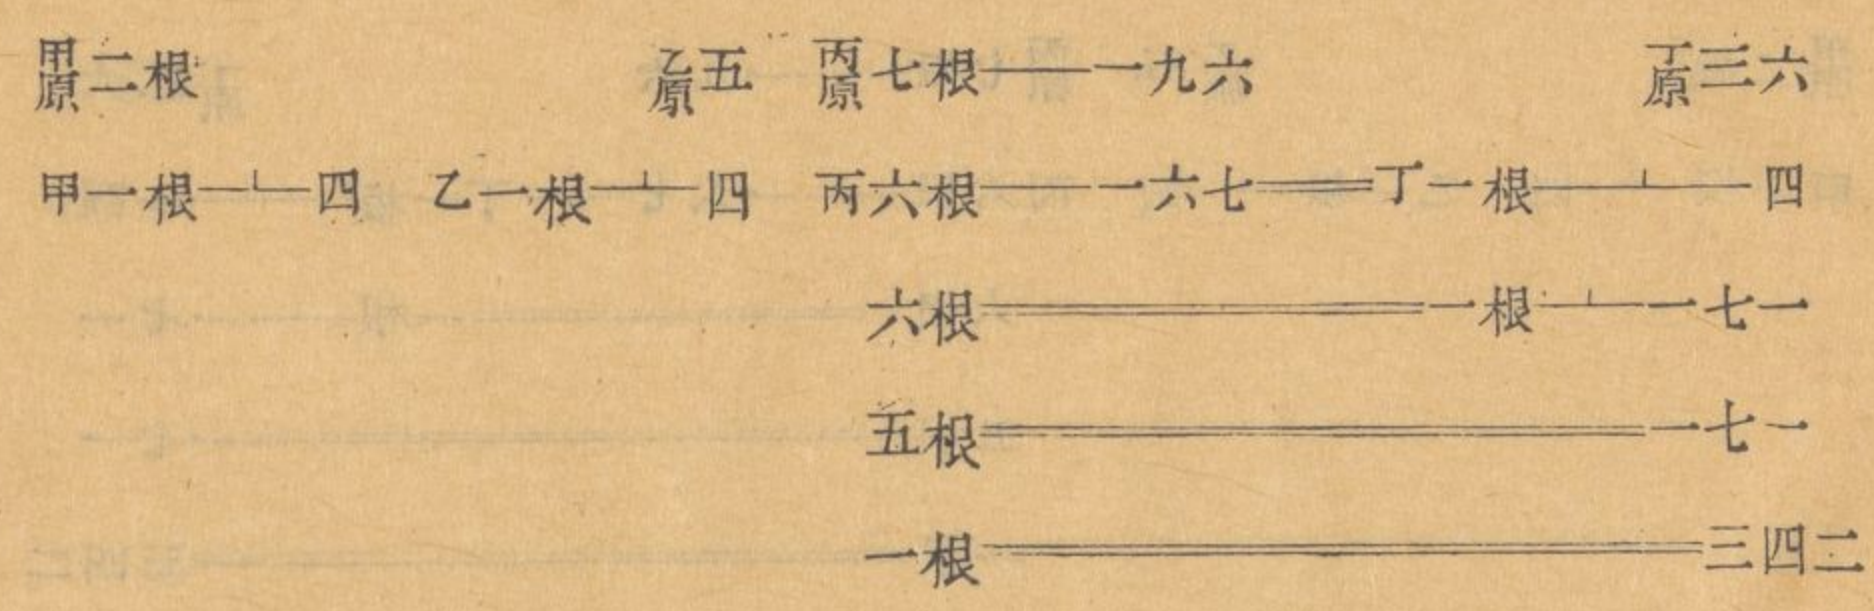 甲原二根 乙原五 丙原七根——一九六 丁原三六
甲一根⊥四 乙一根⊥四 丙六根——一六七══丁一根⊥四
六根══一根⊥一七一
五根══一七一
一根══三四二